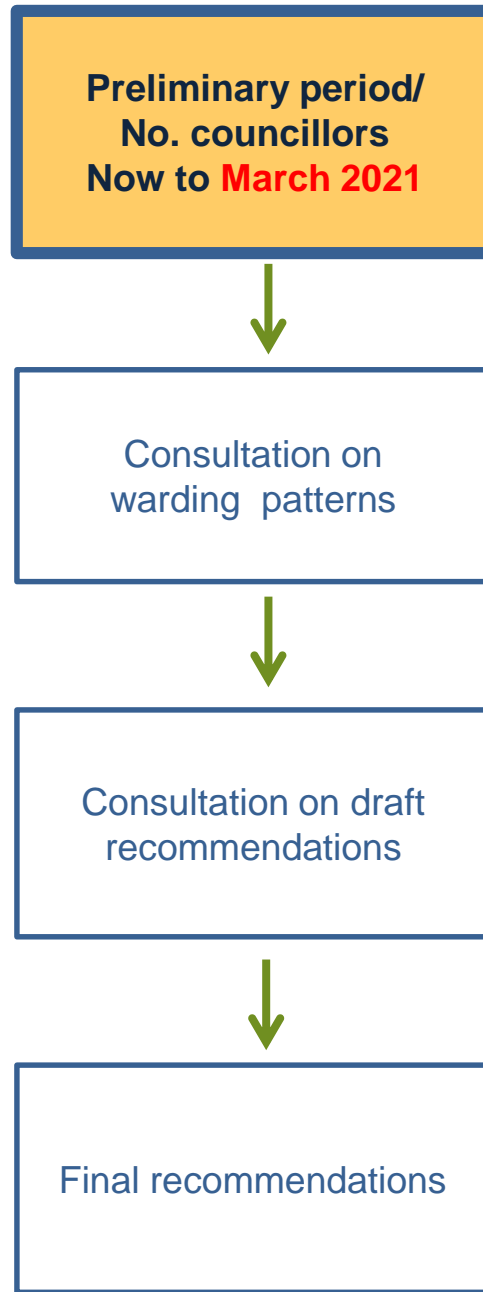 Preliminary period/
No. councillors
Now to March 2021
Consultation on
warding patterns
Consultation on draft
recommendations
Final recommendations